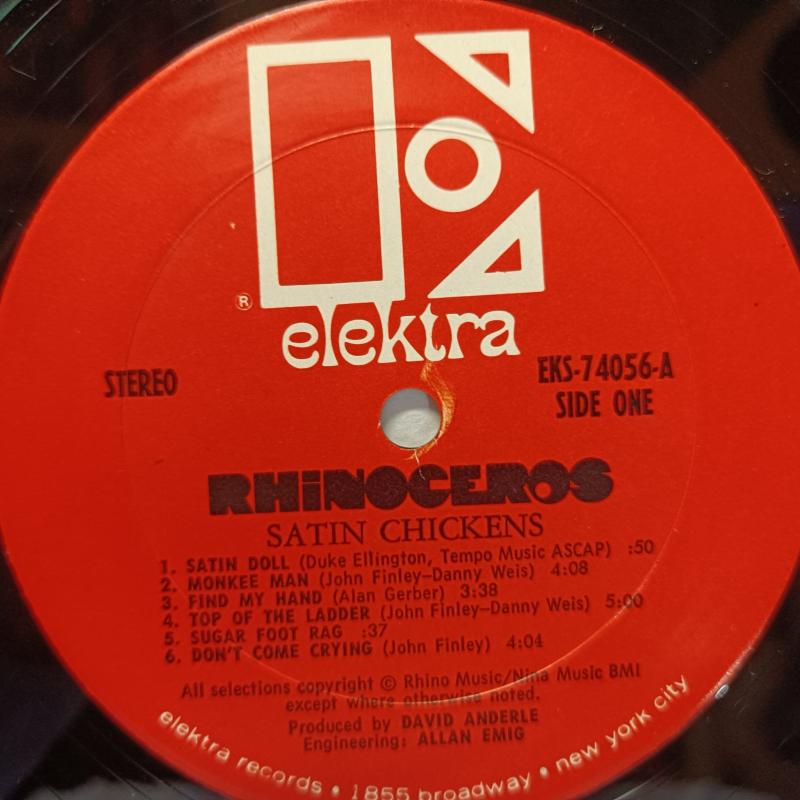 elektra
®
STEREO
EKS-74056-A
SIDE ONE
RHiNOCEROS
SATIN CHICKENS
1. SATIN DOLL (Duke Ellington, Tempo Music ASCAP) :50
2. MONKEE MAN (John Finley–Danny Weis) 4:08
3. FIND MY HAND (Alan Gerber) 3:38
4. TOP OF THE LADDER (John Finley–Danny Weis) 5:00
5. SUGAR FOOT RAG :37
6. DON'T COME CRYING (John Finley) 4:04
All selections copyright © Rhino Music/Nina Music BMI
except where otherwise noted.
Produced by DAVID ANDERLE
Engineering: ALLAN EMIG
elektra records • 1855 broadway • new york city